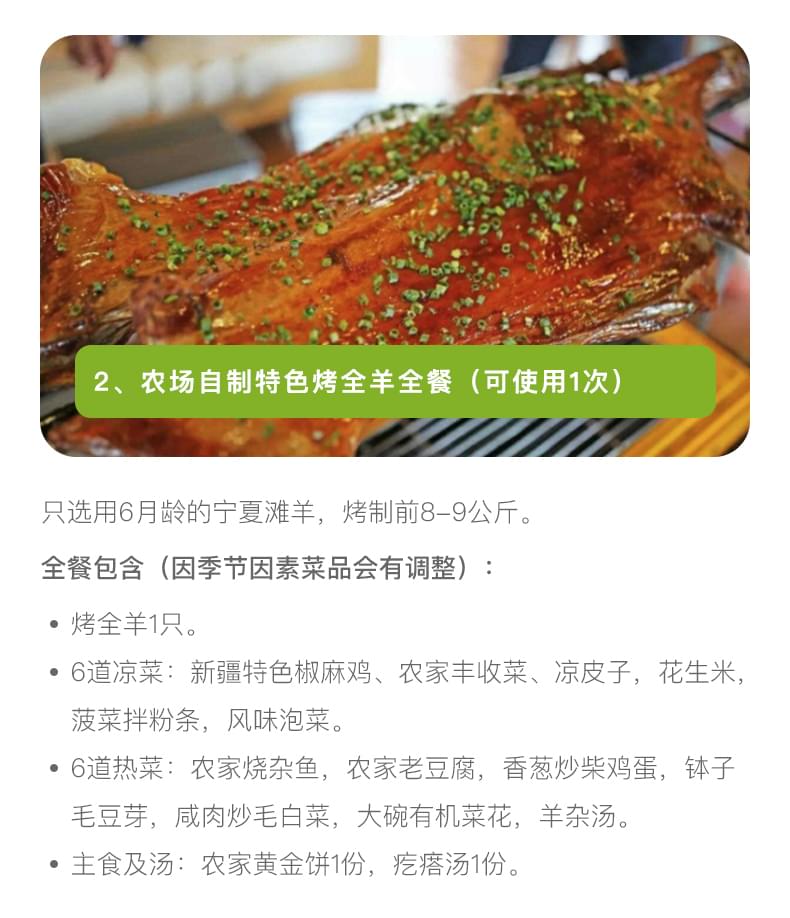 2、农场自制特色烤全羊全餐（可使用1次）
只选用6月龄的宁夏滩羊，烤制前8-9公斤。
全餐包含（因季节因素菜品会有调整）：
• 烤全羊1只。
• 6道凉菜：新疆特色椒麻鸡、农家丰收菜、凉皮子，花生米，
菠菜拌粉条，风味泡菜。
• 6道热菜：农家烧杂鱼，农家老豆腐，香葱炒柴鸡蛋，钵子
毛豆芽，咸肉炒毛白菜，大碗有机菜花，羊杂汤。
• 主食及汤：农家黄金饼1份，疙瘩汤1份。